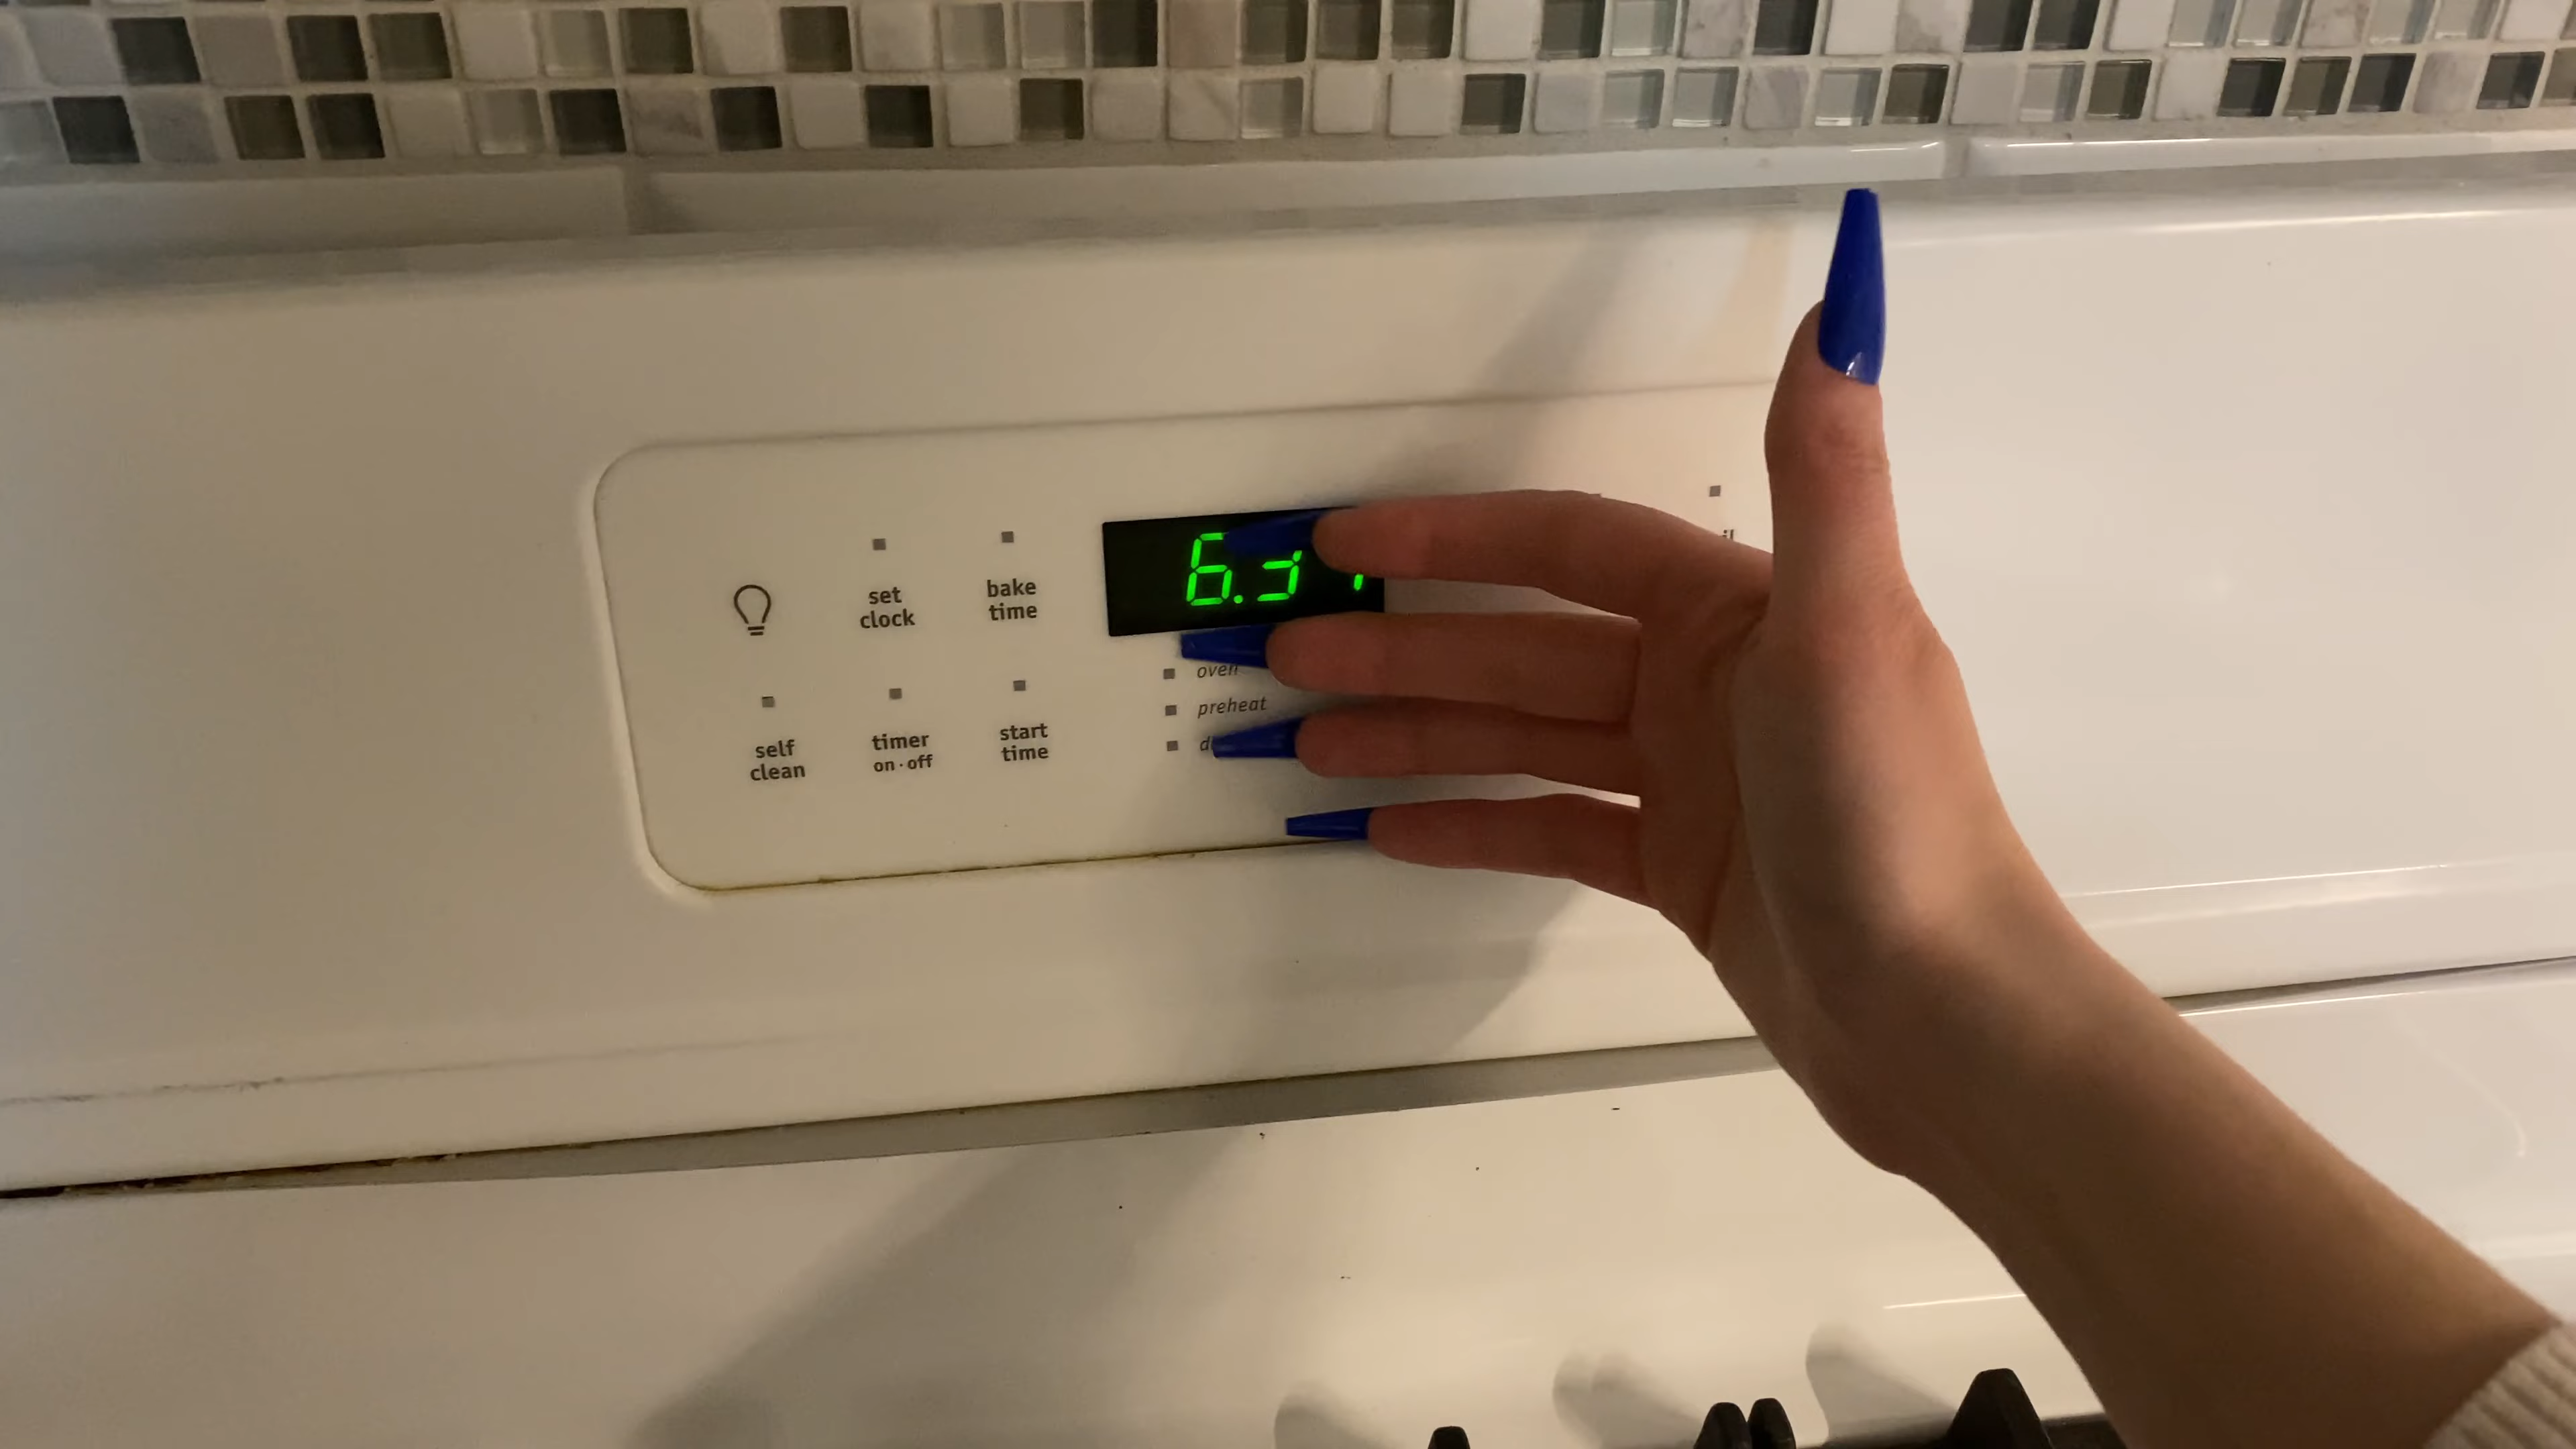 set
clock
bake
time
oven
preheat
self
clean
timer
on·off
start
time